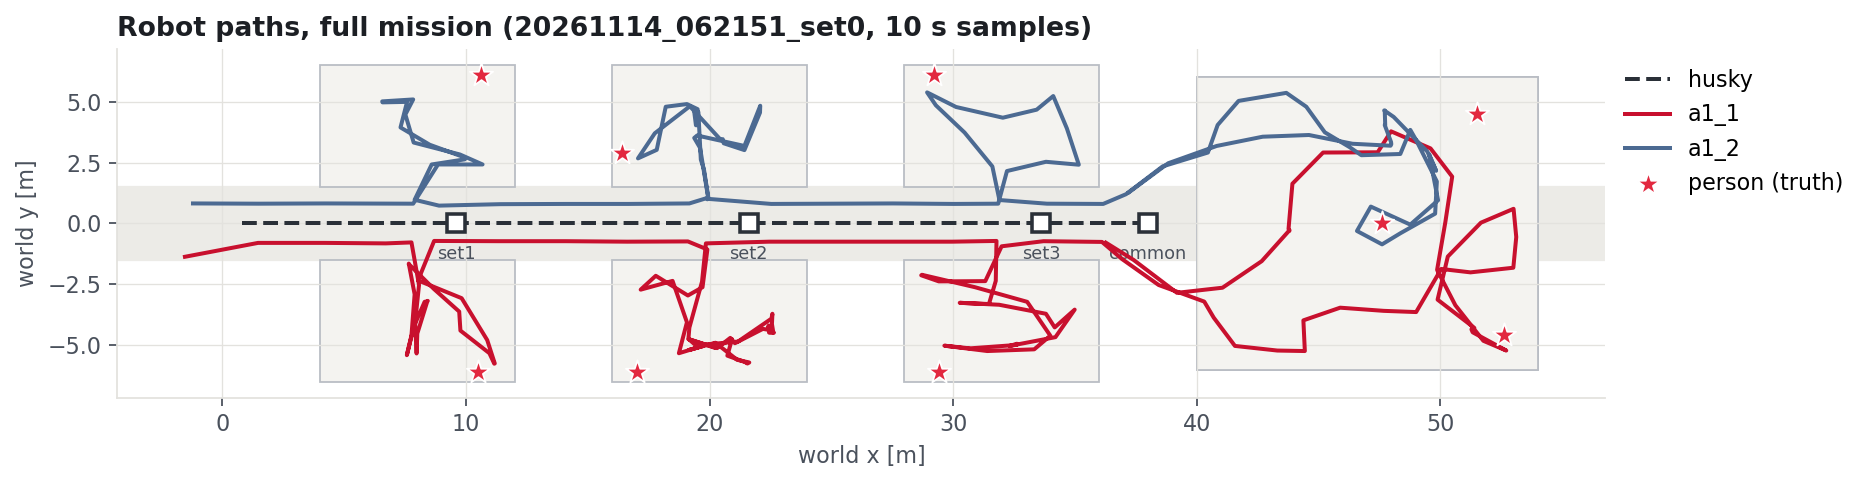 Robot paths, full mission (20261114_062151_set0, 10 s samples)
husky
a1_1
a1_2
person (truth)
world y [m]
5.0
2.5
0.0
−2.5
−5.0
set1
set2
set3
common
0
10
20
30
40
50
world x [m]